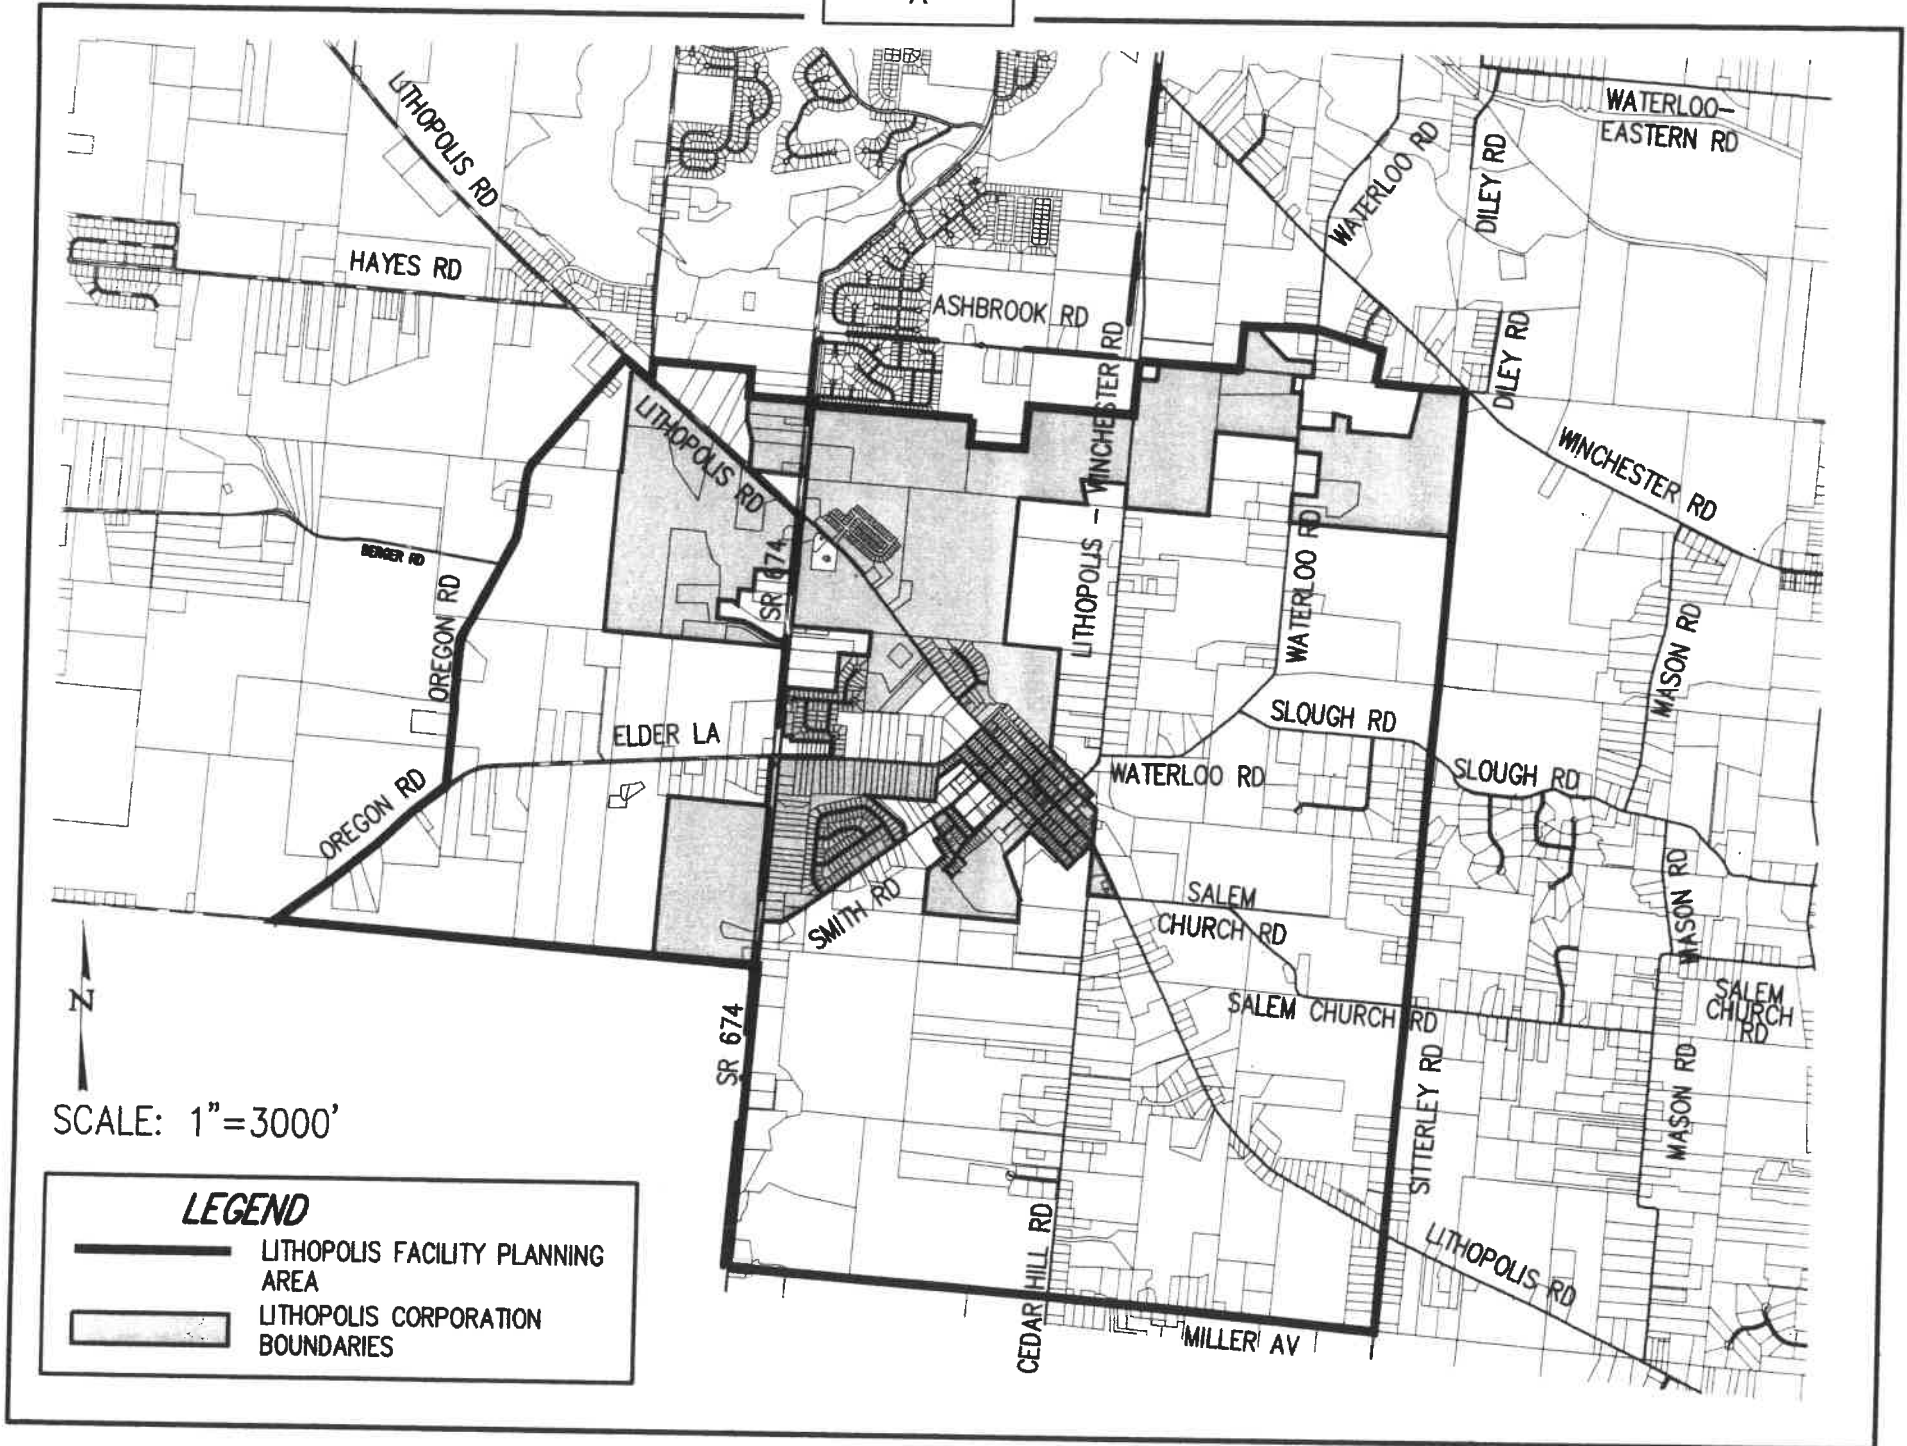 A
LITHOPOLIS RD
WATERLOO-
EASTERN RD
WATERLOO RD
DILEY RD
HAYES RD
ASHBROOK RD
DILEY RD
LITHOPOLIS RD
LITHOPOLIS - WINCHESTER RD
WINCHESTER RD
BERGER RD
OREGON RD
SR 674
WATERLOO RD
MASON RD
ELDER LA
SLOUGH RD
WATERLOO RD
SLOUGH RD
OREGON RD
SMITH RD
SALEM
CHURCH RD
MASON RD
N
SR 674
SALEM CHURCH RD
SALEM
CHURCH
RD
SITTERLEY RD
MASON RD
SCALE: 1"=3000'
LEGEND
LITHOPOLIS FACILITY PLANNING
AREA
LITHOPOLIS CORPORATION
BOUNDARIES
CEDAR HILL RD
LITHOPOLIS RD
MILLER AV